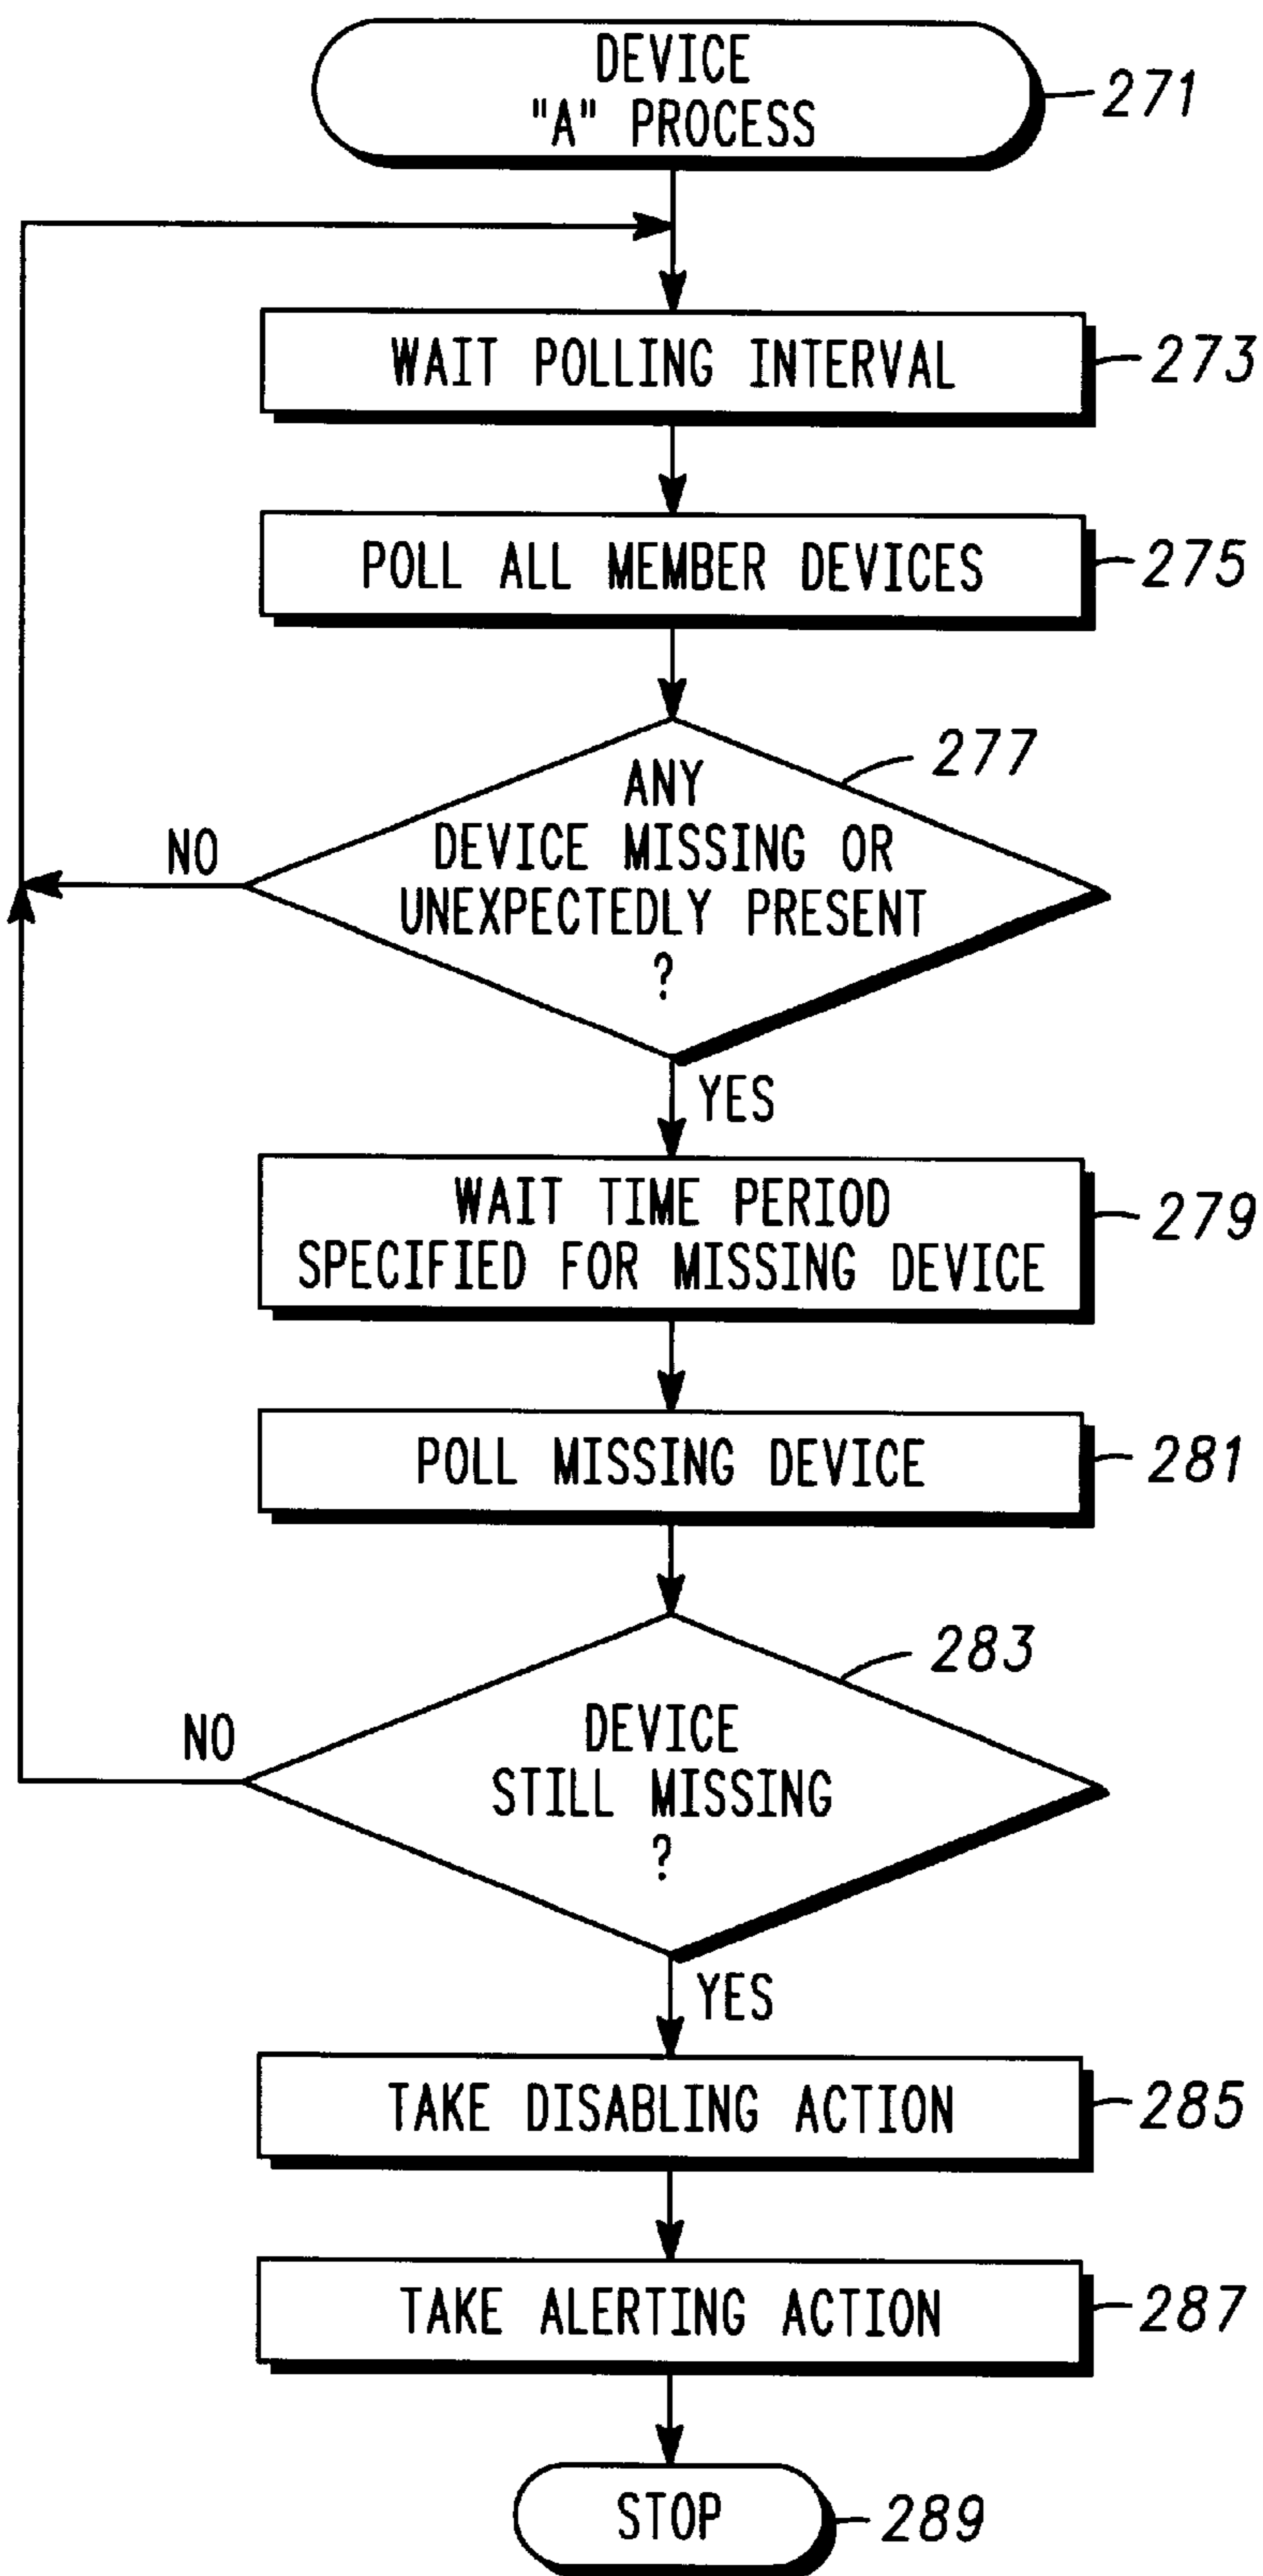 DEVICE
"A" PROCESS
271
WAIT POLLING INTERVAL
273
POLL ALL MEMBER DEVICES
275
277
ANY
DEVICE MISSING OR
UNEXPECTEDLY PRESENT
?
NO
YES
WAIT TIME PERIOD
SPECIFIED FOR MISSING DEVICE
279
POLL MISSING DEVICE
281
283
DEVICE
STILL MISSING
?
NO
YES
TAKE DISABLING ACTION
285
TAKE ALERTING ACTION
287
STOP
289